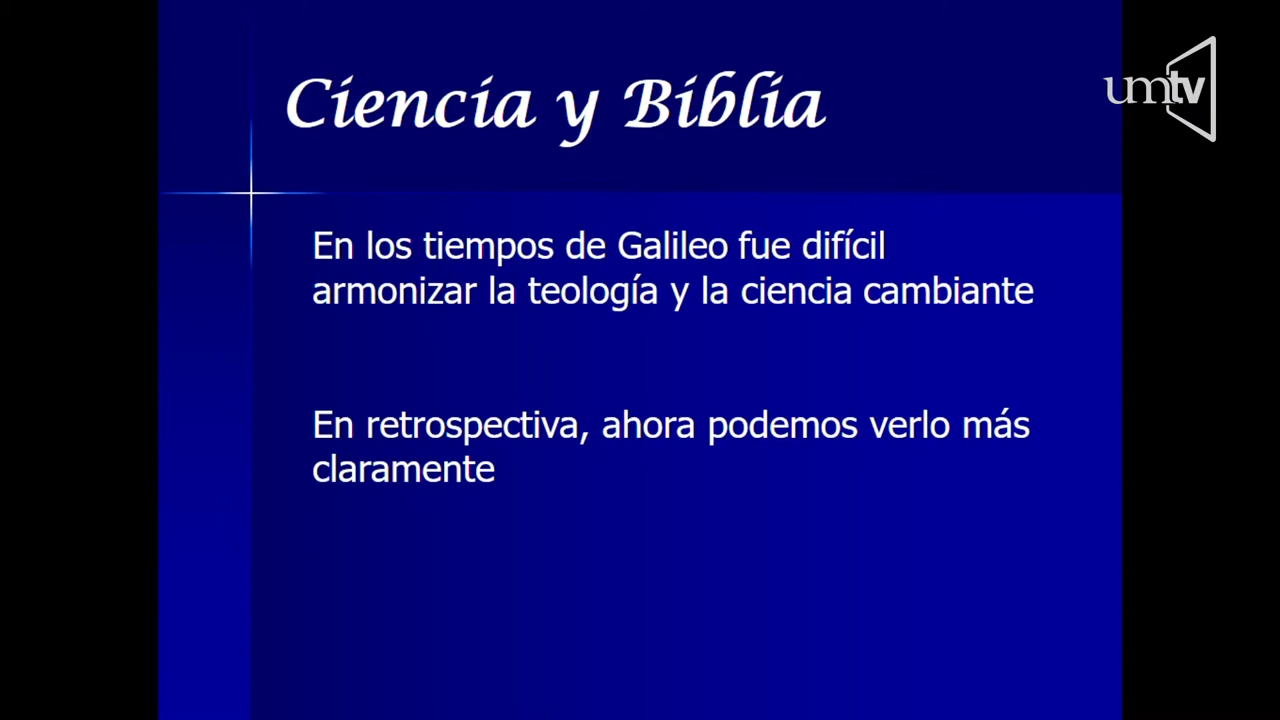 Ciencia y Biblia
umtv
En los tiempos de Galileo fue difícil
armonizar la teología y la ciencia cambiante
En retrospectiva, ahora podemos verlo más
claramente